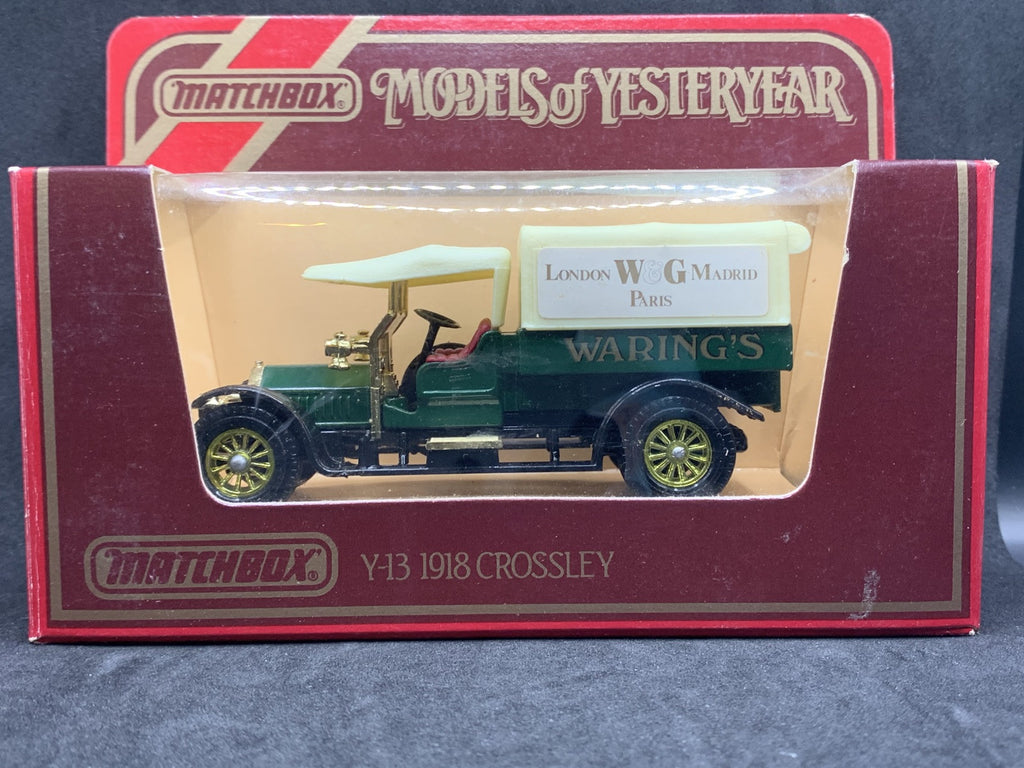 MATCHBOX® MODELS of YESTERYEAR
LONDON W&G MADRID
PARIS
WARING'S
MATCHBOX® Y-13 1918 CROSSLEY